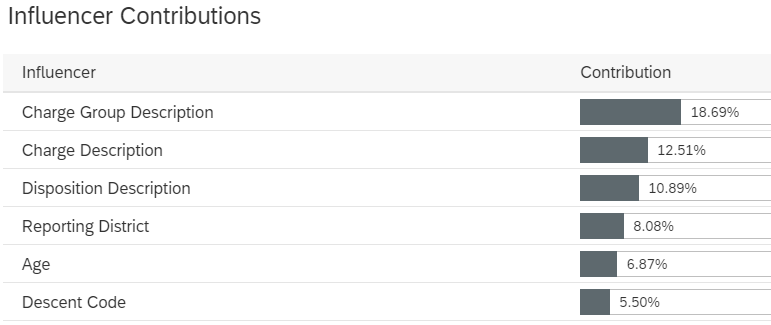 Influencer Contributions
Influencer Contribution
Charge Group Description 18.69%
Charge Description 12.51%
Disposition Description 10.89%
Reporting District 8.08%
Age 6.87%
Descent Code 5.50%